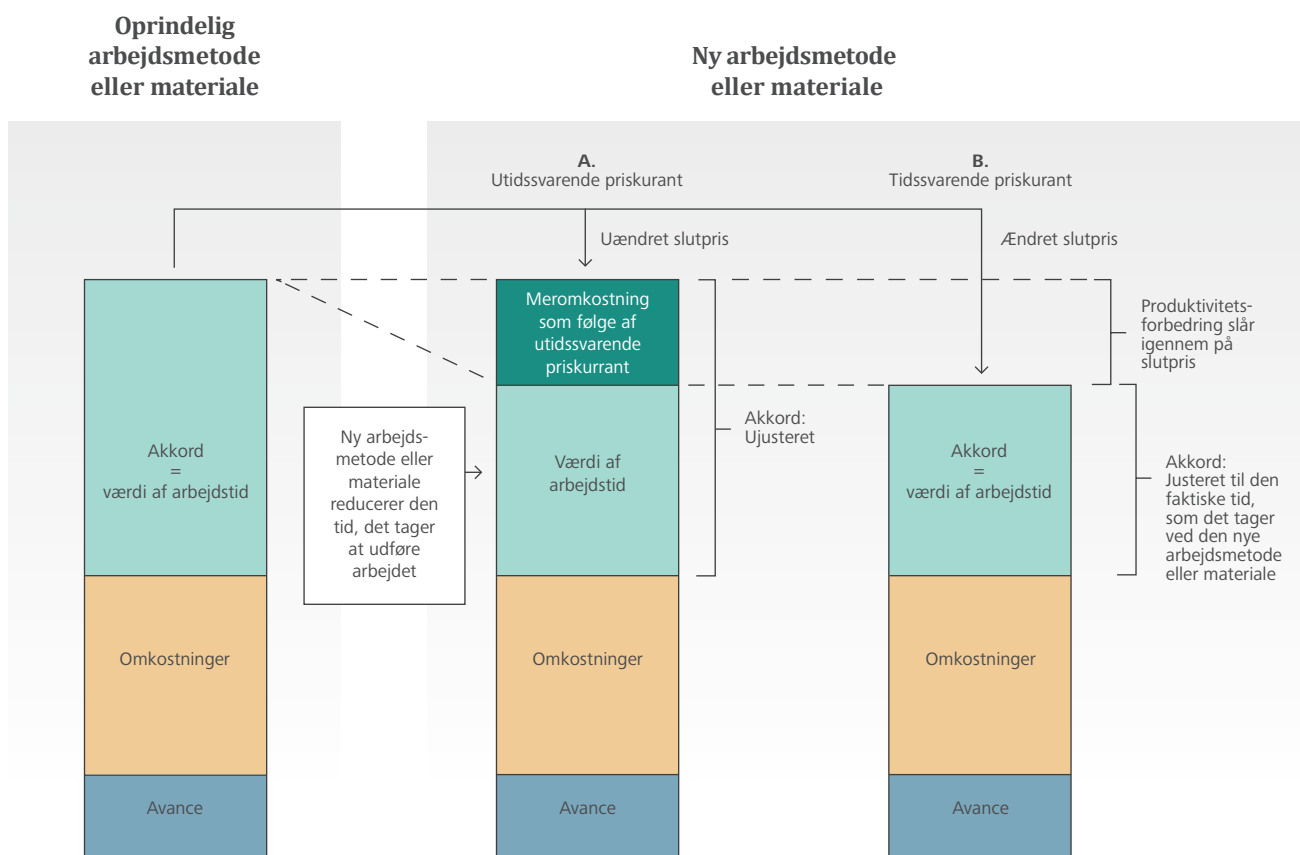 Oprindelig
arbejdsmetode
eller materiale
Ny arbejdsmetode
eller materiale
A.
Utidssvarende priskurant
B.
Tidssvarende priskurant
Uændret slutpris
Ændret slutpris
Akkord
=
værdi af arbejdstid
Omkostninger
Avance
Ny arbejds-
metode eller
materiale
reducerer den
tid, det tager
at udføre
arbejdet
Meromkostning
som følge af
utidssvarende
priskurrant
Værdi af
arbejdstid
Omkostninger
Avance
Akkord:
Ujusteret
Akkord
=
værdi af arbejdstid
Omkostninger
Avance
Produktivitets-
forbedring slår
igennem på
slutpris
Akkord:
Justeret til den
faktiske tid,
som det tager
ved den nye
arbejdsmetode
eller materiale